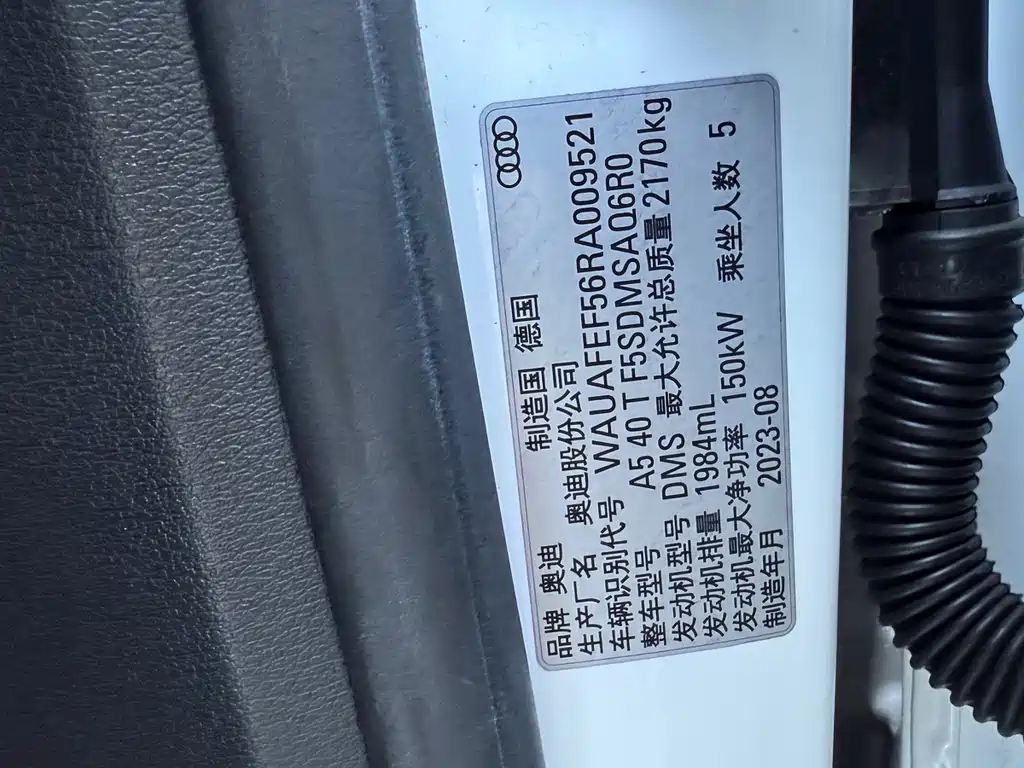 品牌 奥迪 制造国 德国
生产厂名 奥迪股份公司
车辆识别代号 WAUAFEF56RA009521
整车型号 A5 40 T F5SDMSAQ6R0
发动机型号 DMS 最大允许总质量 2170kg
发动机排量 1984mL
发动机最大净功率 150kW 乘坐人数 5
制造年月 2023-08